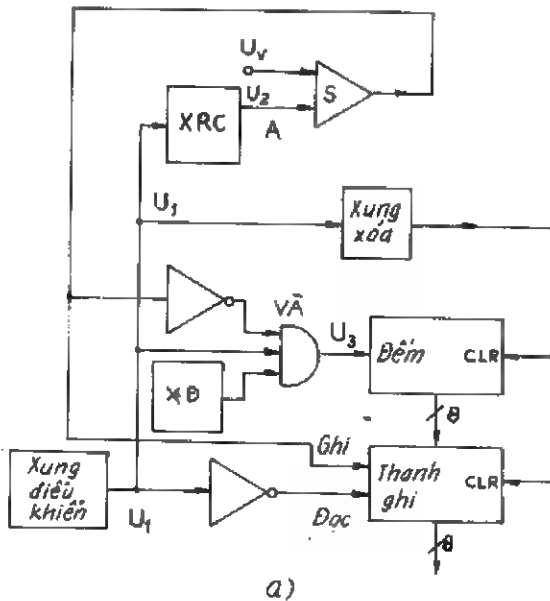 U_v
S
U_2
XRC
A
U_1
Xung
xóa
VÀ
U_3
Đếm
CLR
XĐ
8
Ghi
Xung
điều
khiển
Thanh
ghi
CLR
U_1
Đọc
8
a)